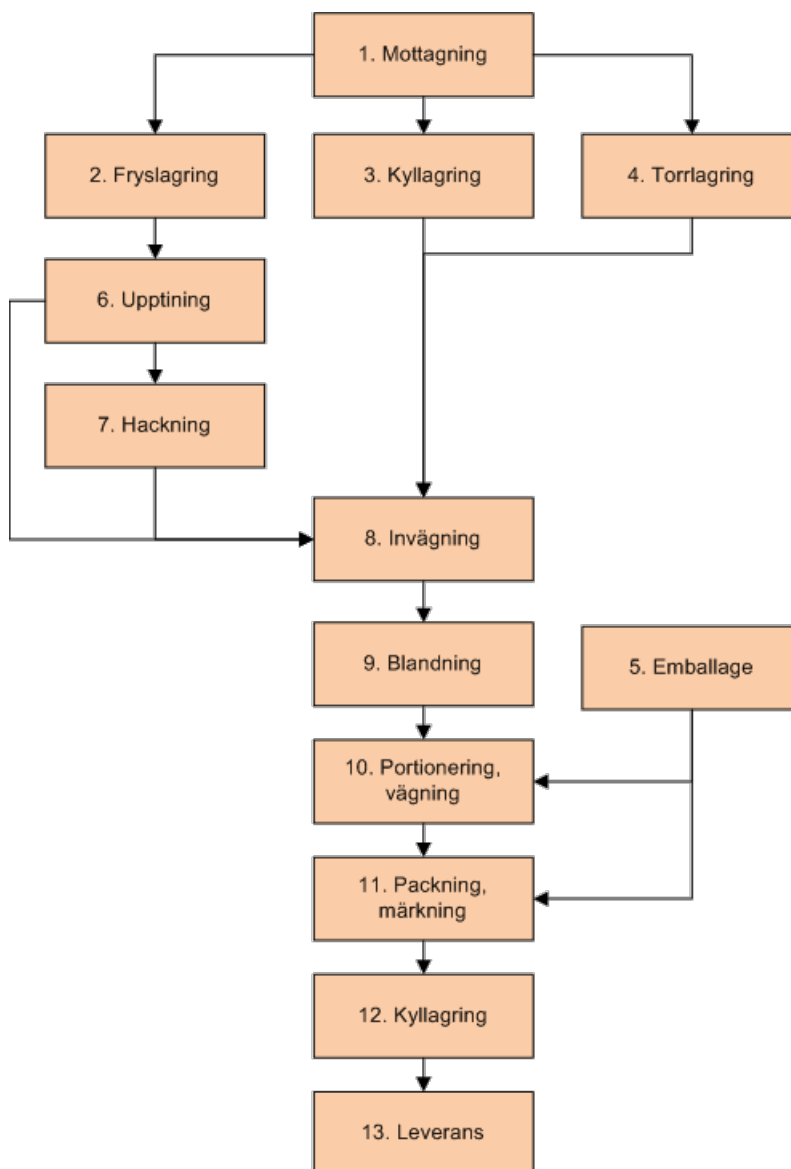 1. Mottagning
2. Fryslagring
3. Kyllagring
4. Torrlagring
6. Upptining
7. Hackning
8. Invägning
9. Blandning
5. Emballage
10. Portionering,
vägning
11. Packning,
märkning
12. Kyllagring
13. Leverans